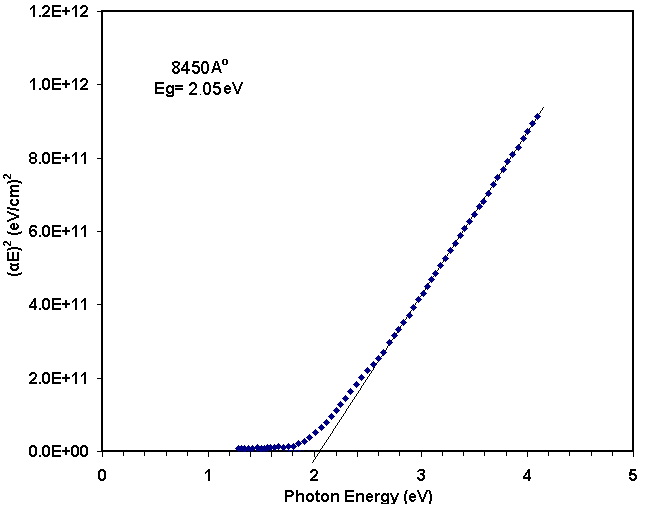 1.2E+12
1.0E+12
8.0E+11
6.0E+11
4.0E+11
2.0E+11
0.0E+00
(αE)² (eV/cm)²
8450Aº
Eg= 2.05eV
0 1 2 3 4 5
Photon Energy (eV)